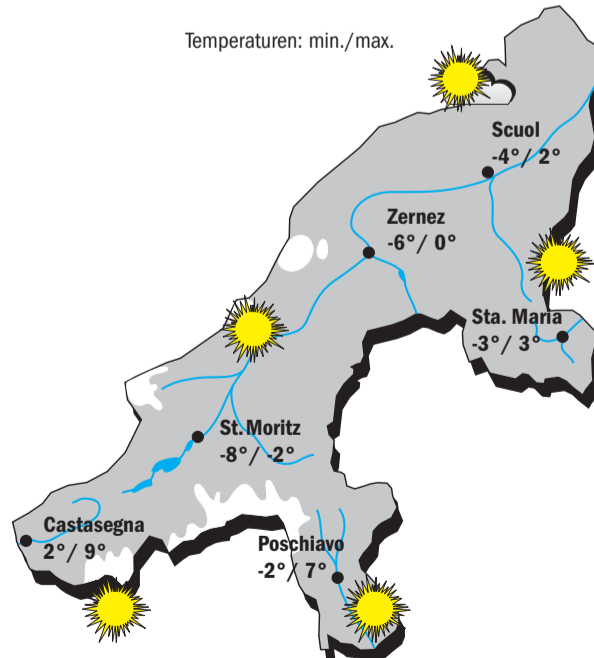 Temperaturen: min./max.
Scuol
-4°/ 2°
Zernez
-6°/ 0°
Sta. Maria
-3°/ 3°
St. Moritz
-8°/ -2°
Castasegna
2°/ 9°
Poschiavo
-2°/ 7°